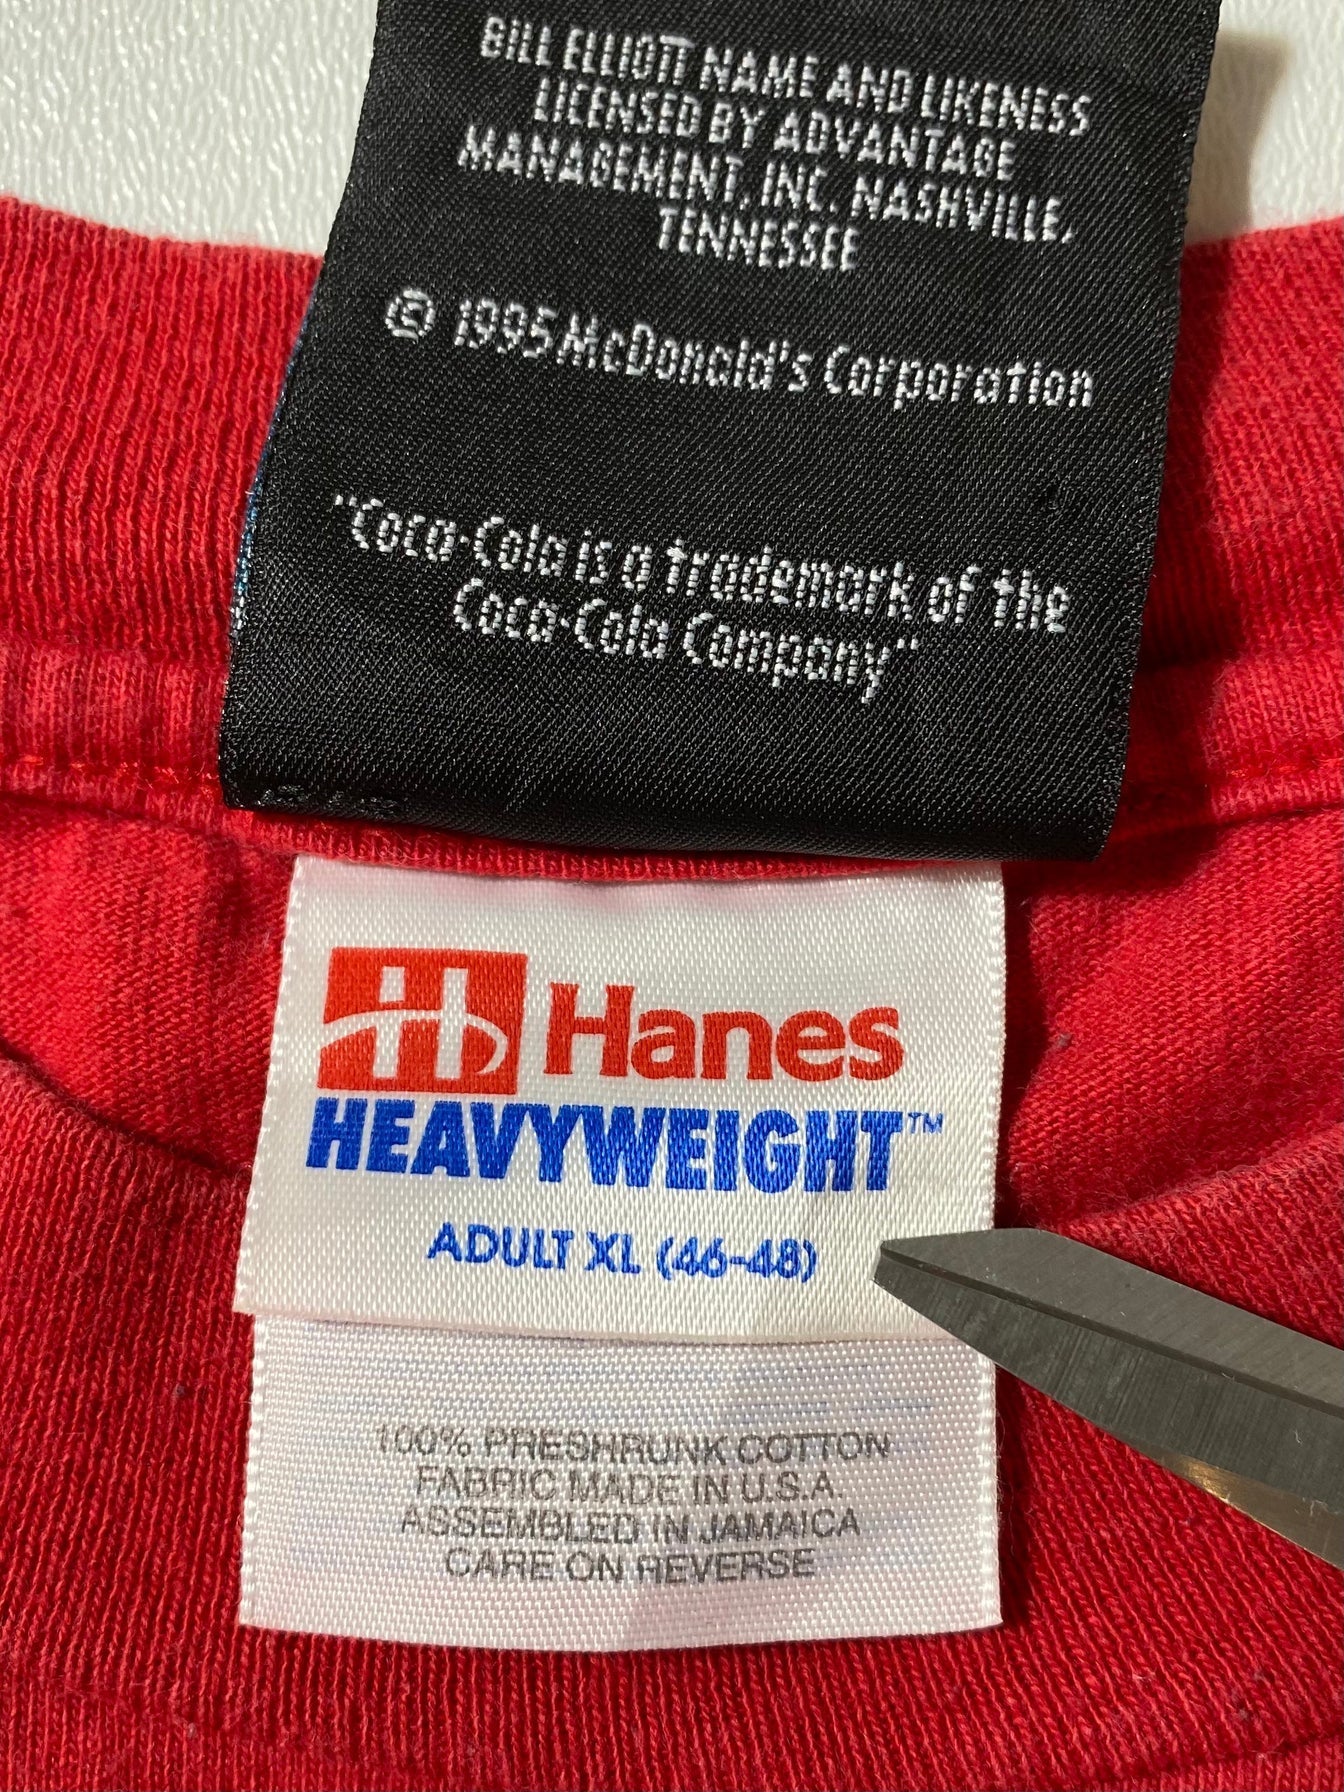 BILL ELLIOTT NAME AND LIKENESS
LICENSED BY ADVANTAGE
MANAGEMENT, INC. NASHVILLE,
TENNESSEE
© 1995 McDonald's Corporation
"Coca-Cola is a trademark of the
Coca-Cola Company"
H Hanes
HEAVYWEIGHT™
ADULT XL (46-48)
100% PRESHRUNK COTTON
FABRIC MADE IN U.S.A.
ASSEMBLED IN JAMAICA
CARE ON REVERSE